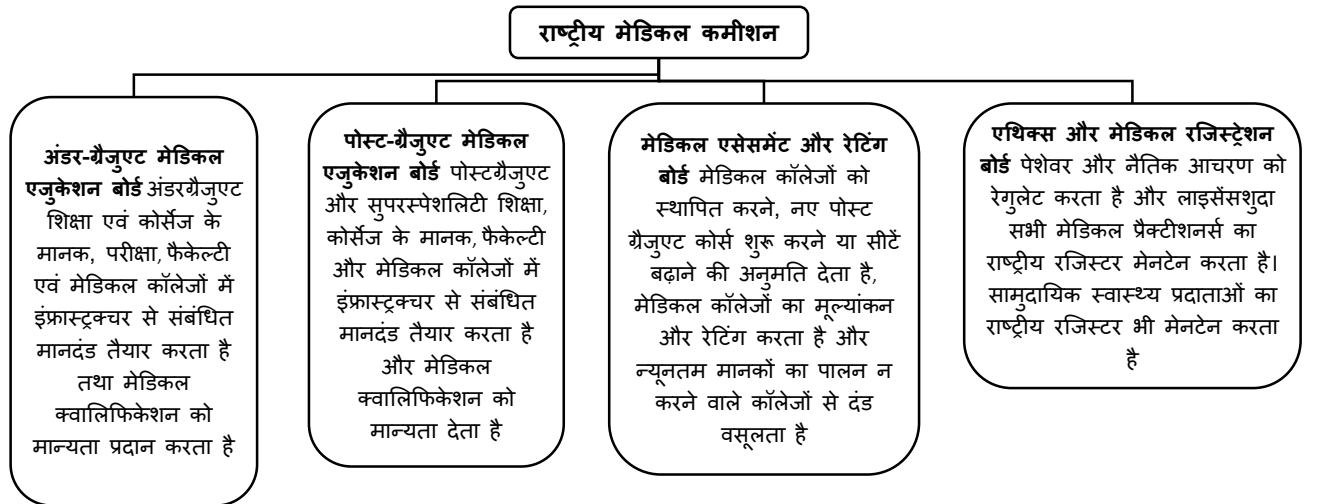 राष्ट्रीय मेडिकल कमीशन
अंडर-ग्रैजुएट मेडिकल
एजुकेशन बोर्ड अंडरग्रैजुएट
शिक्षा एवं कोर्सेज के
मानक, परीक्षा, फैकेल्टी
एवं मेडिकल कॉलेजों में
इंफ्रास्ट्रक्चर से संबंधित
मानदंड तैयार करता है
तथा मेडिकल
क्वालिफिकेशन को
मान्यता प्रदान करता है
पोस्ट-ग्रैजुएट मेडिकल
एजुकेशन बोर्ड पोस्टग्रैजुएट
और सुपरस्पेशलिटी शिक्षा,
कोर्सेज के मानक, फैकेल्टी
और मेडिकल कॉलेजों में
इंफ्रास्ट्रक्चर से संबंधित
मानदंड तैयार करता है
और मेडिकल
क्वालिफिकेशन को
मान्यता देता है
मेडिकल एसेसमेंट और रेटिंग
बोर्ड मेडिकल कॉलेजों को
स्थापित करने, नए पोस्ट
ग्रैजुएट कोर्स शुरू करने या सीटें
बढ़ाने की अनुमति देता है,
मेडिकल कॉलेजों का मूल्यांकन
और रेटिंग करता है और
न्यूनतम मानकों का पालन न
करने वाले कॉलेजों से दंड
वसूलता है
एथिक्स और मेडिकल रजिस्ट्रेशन
बोर्ड पेशेवर और नैतिक आचरण को
रेगुलेट करता है और लाइसेंसशुदा
सभी मेडिकल प्रैक्टीशनर्स का
राष्ट्रीय रजिस्टर मेनटेन करता है।
सामुदायिक स्वास्थ्य प्रदाताओं का
राष्ट्रीय रजिस्टर भी मेनटेन करता
है